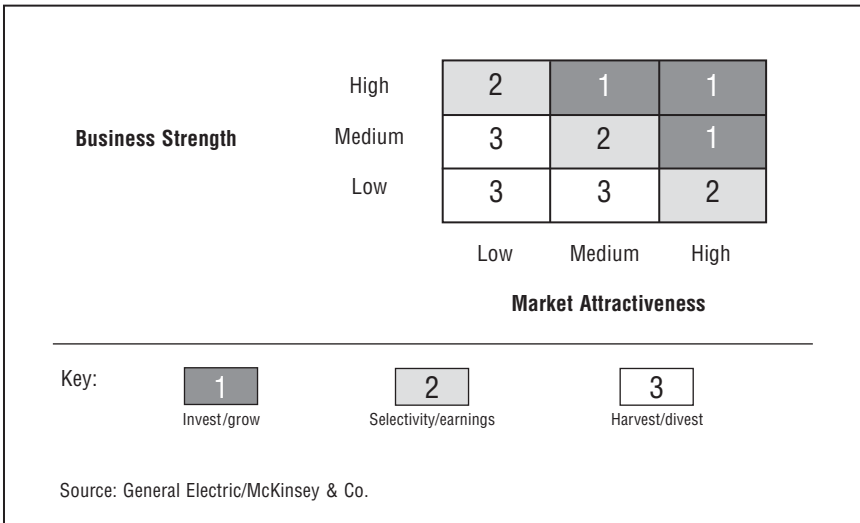 High 2 1 1
Business Strength Medium 3 2 1
Low 3 3 2
Low Medium High
Market Attractiveness
Key: 1 2 3
Invest/grow Selectivity/earnings Harvest/divest
Source: General Electric/McKinsey & Co.